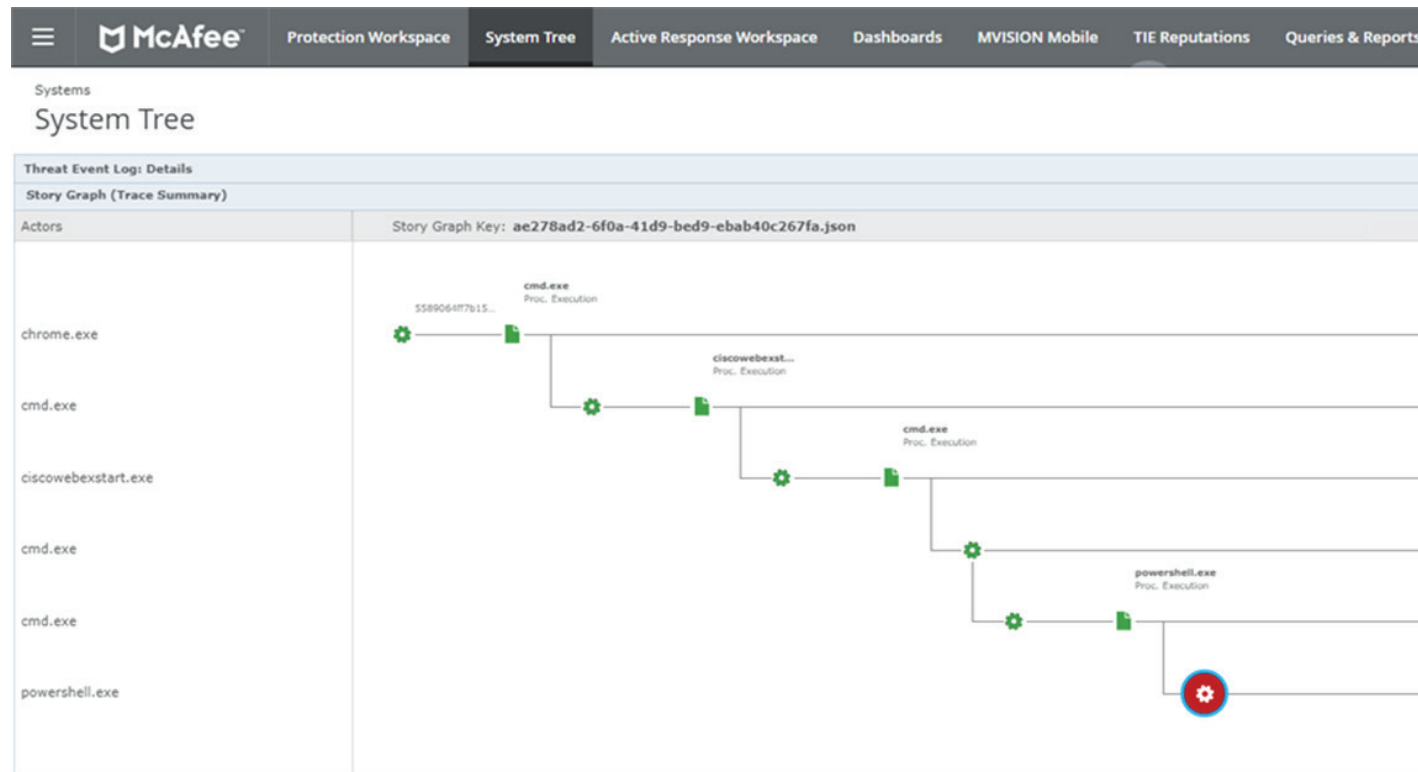 McAfee™ Protection Workspace System Tree Active Response Workspace Dashboards MVISION Mobile TIE Reputations Queries & Reports
Systems
System Tree
Threat Event Log: Details
Story Graph (Trace Summary)
Actors Story Graph Key: ae278ad2-6f0a-41d9-bed9-ebab40c267fa.json
cmd.exe
Proc. Execution
5589064ff7b15...
chrome.exe
ciscowebexst...
Proc. Execution
cmd.exe
cmd.exe
Proc. Execution
ciscowebexstart.exe
cmd.exe
powershell.exe
Proc. Execution
cmd.exe
powershell.exe